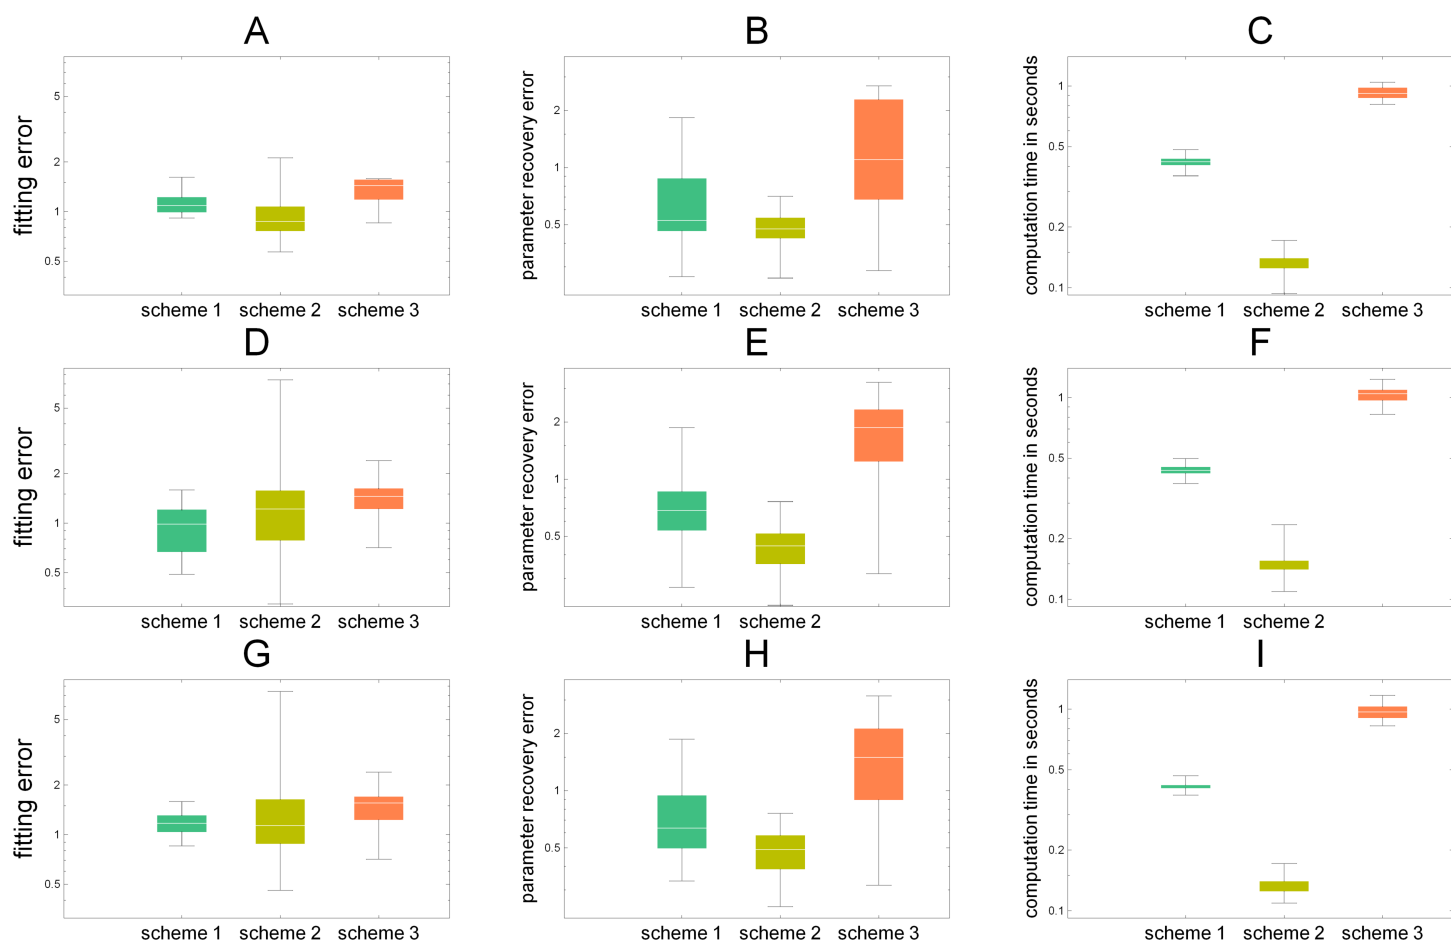 A
B
C
fitting error
5
2
1
0.5
scheme 1 scheme 2 scheme 3
parameter recovery error
2
1
0.5
scheme 1 scheme 2 scheme 3
computation time in seconds
1
0.5
0.2
0.1
scheme 1 scheme 2 scheme 3
D
E
F
fitting error
5
2
1
0.5
scheme 1 scheme 2 scheme 3
parameter recovery error
2
1
0.5
scheme 1 scheme 2
computation time in seconds
1
0.5
0.2
0.1
scheme 1 scheme 2
G
H
I
fitting error
5
2
1
0.5
scheme 1 scheme 2 scheme 3
parameter recovery error
2
1
0.5
scheme 1 scheme 2 scheme 3
computation time in seconds
1
0.5
0.2
0.1
scheme 1 scheme 2 scheme 3